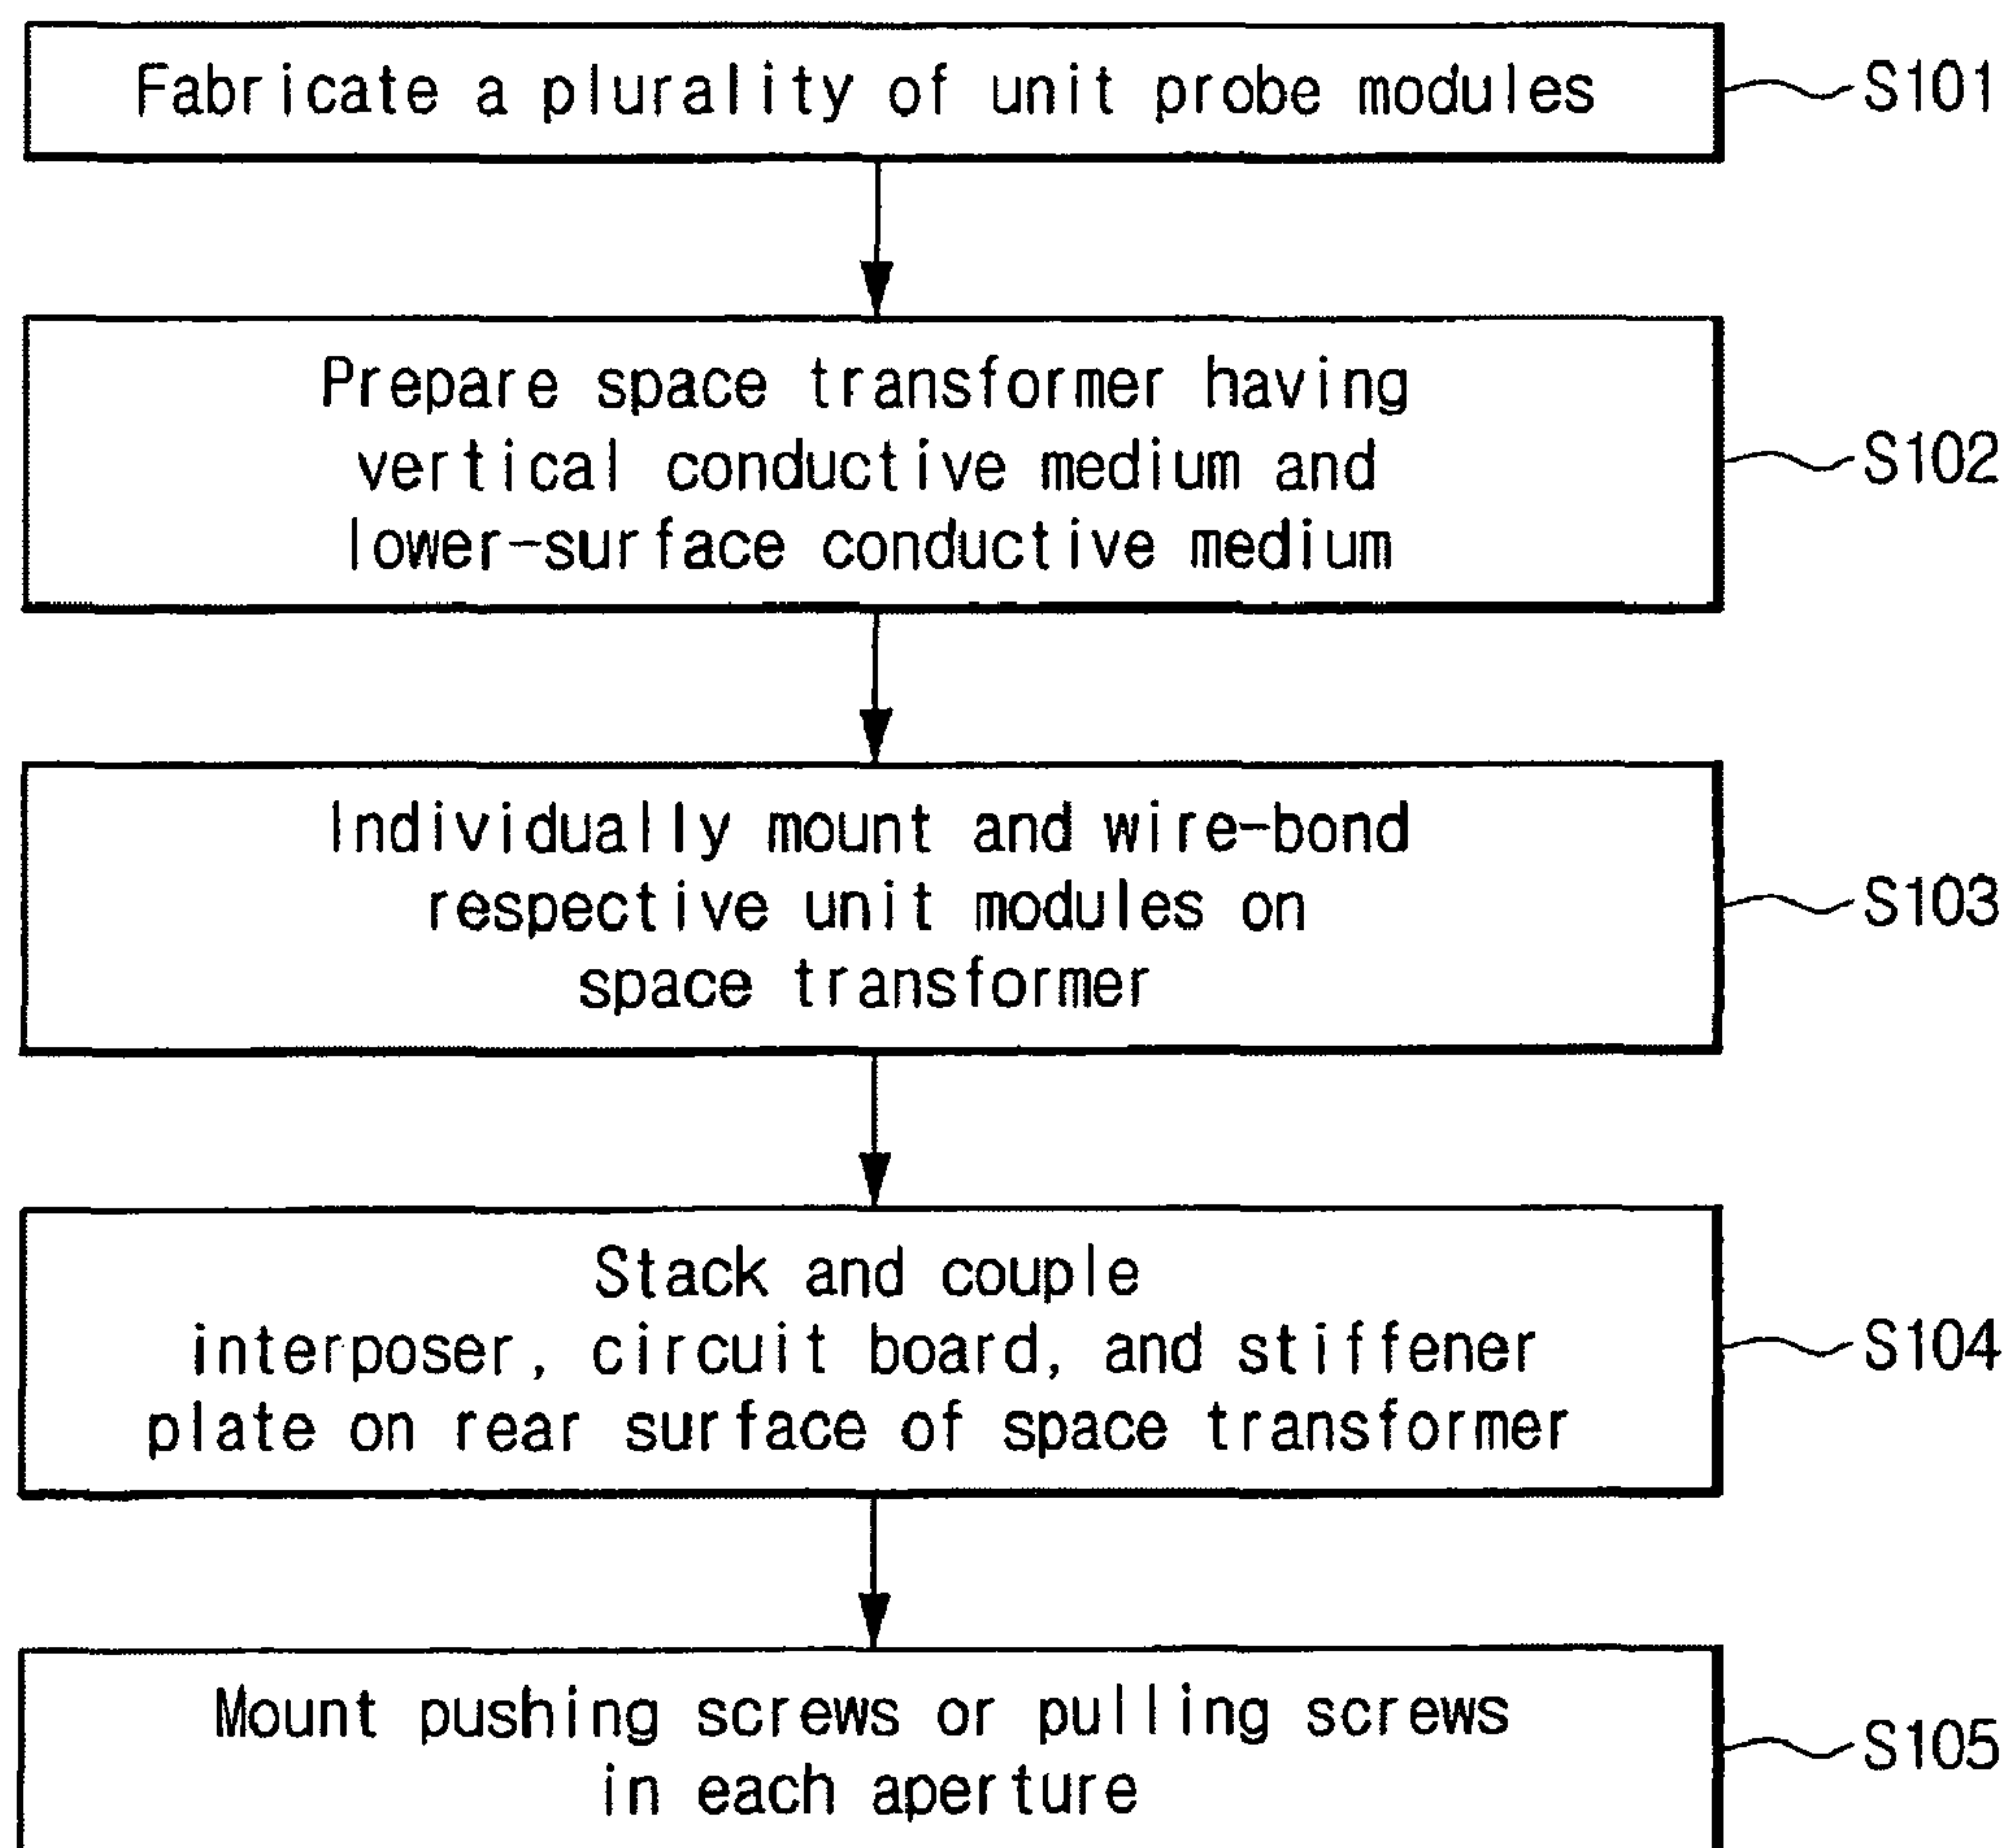 Fabricate a plurality of unit probe modules
S101
Prepare space transformer having
vertical conductive medium and
lower-surface conductive medium
S102
Individually mount and wire-bond
respective unit modules on
space transformer
S103
Stack and couple
interposer, circuit board, and stiffener
plate on rear surface of space transformer
S104
Mount pushing screws or pulling screws
in each aperture
S105